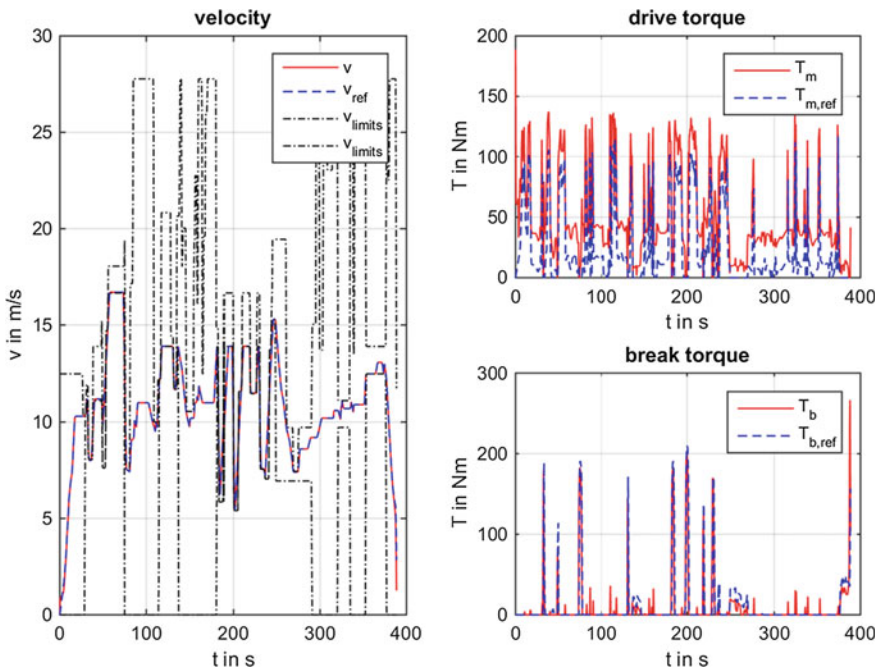 velocity
30
25
20
15
10
5
0
v in m/s
0 100 200 300 400
t in s
v
v_ref
v_limits
v_limits
drive torque
200
150
100
50
0
T in Nm
0 100 200 300 400
t in s
T_m
T_m,ref
break torque
300
200
100
0
T in Nm
0 100 200 300 400
t in s
T_b
T_b,ref